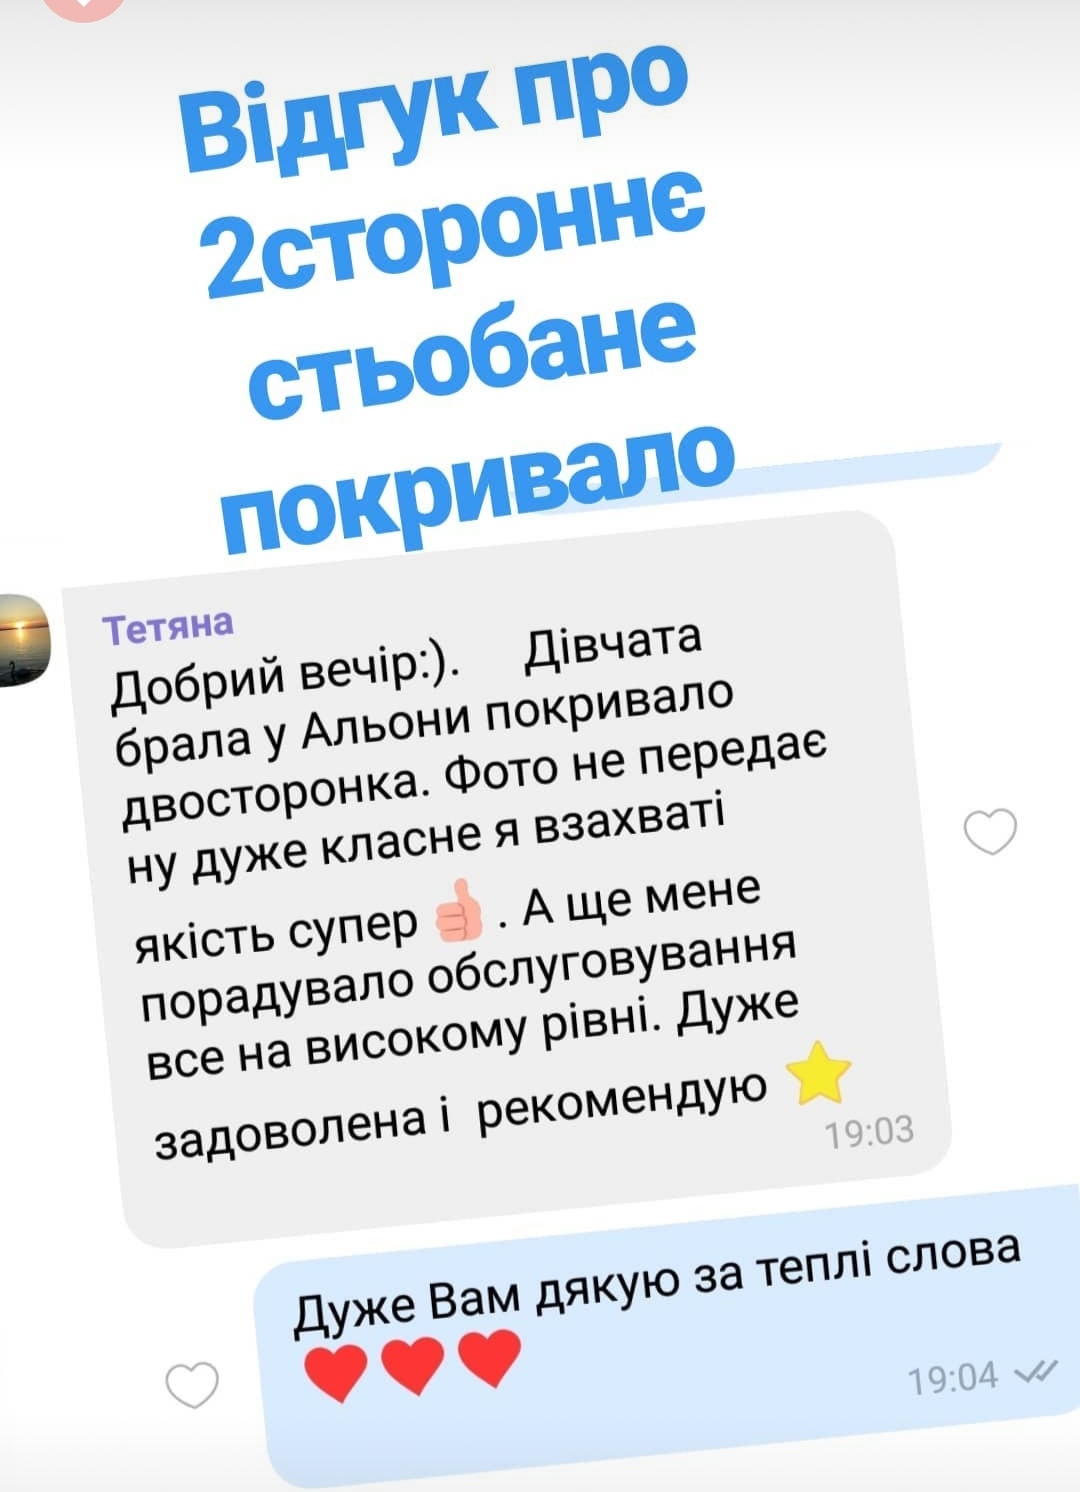 Відгук про
2стороннє
стьобане
покривало
Тетяна
Добрий вечір:). Дівчата
брала у Альони покривало
двосторонка. Фото не передає
ну дуже класне я взахваті
якість супер 👍. А ще мене
порадувало обслуговування
все на високому рівні. Дуже
задоволена і рекомендую ⭐
19:03
Дуже Вам дякую за теплі слова
❤️❤️❤️
19:04